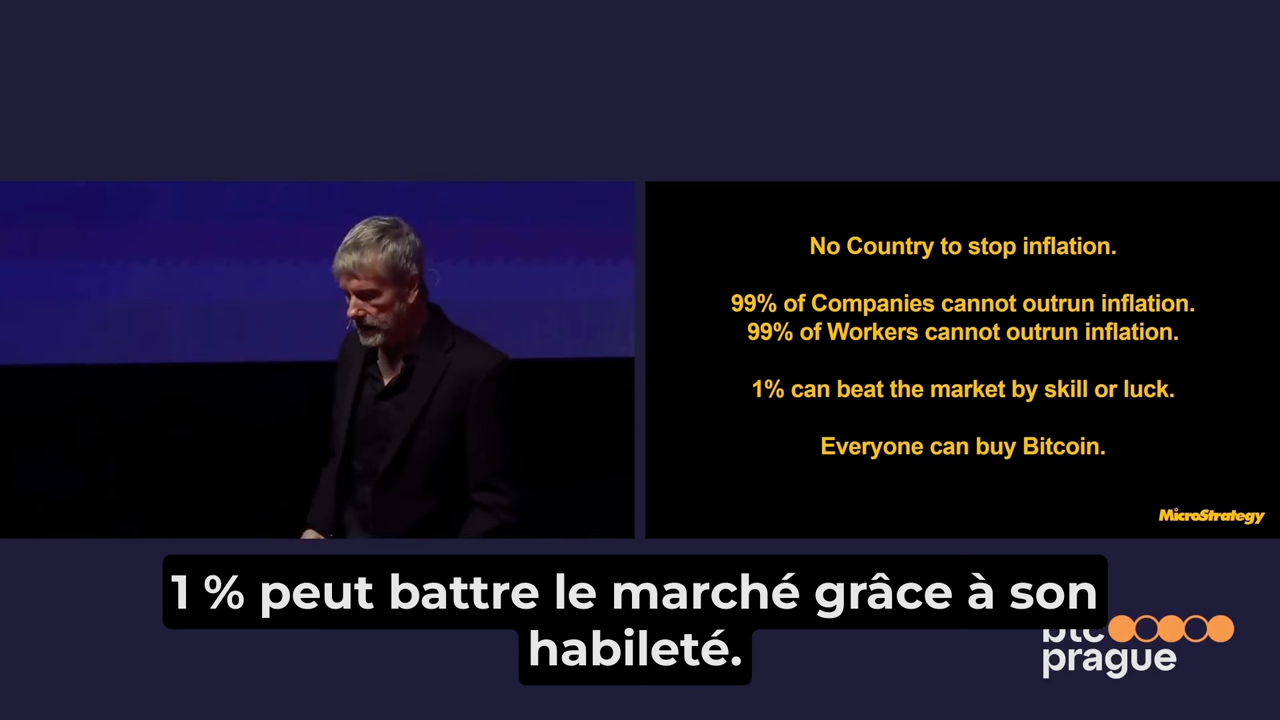 No Country to stop inflation.
99% of Companies cannot outrun inflation.
99% of Workers cannot outrun inflation.
1% can beat the market by skill or luck.
Everyone can buy Bitcoin.
MicroStrategy
1 % peut battre le marché grâce à son
habileté.
btc
prague